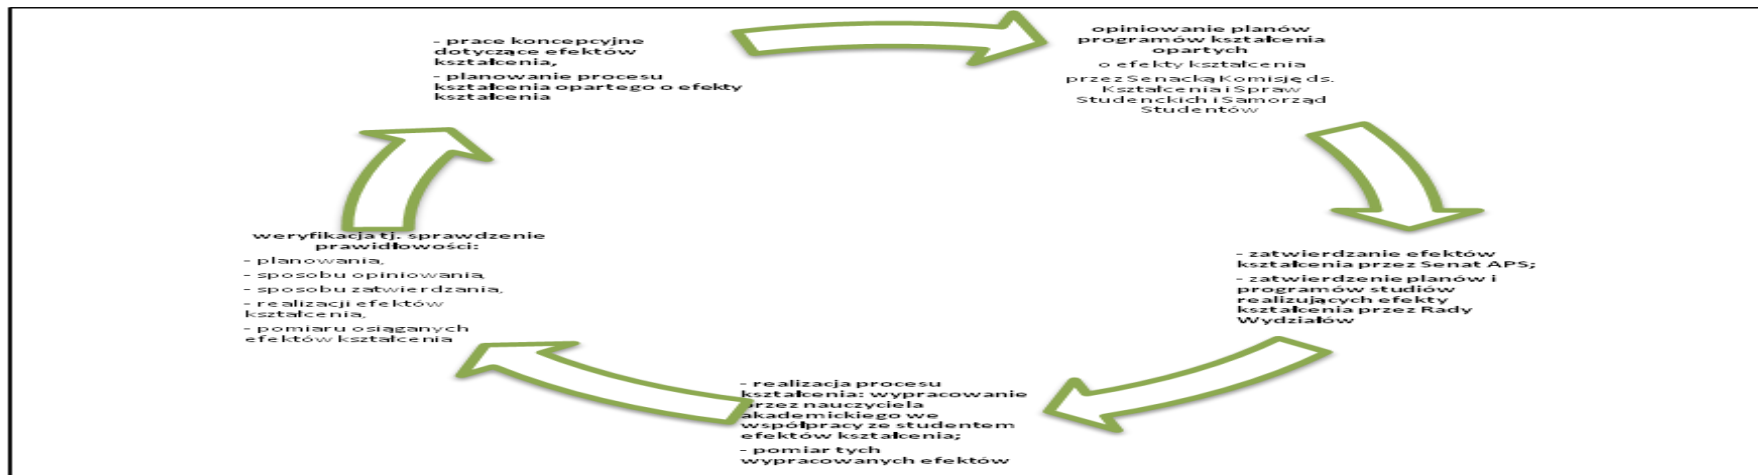 - prace koncepcyjne
dotyczące efektów
kształcenia,
- planowanie procesu
kształcenia opartego o efekty
kształcenia
opiniowanie planów
programów kształcenia
opartych
o efekty kształcenia
przez Senacką Komisję ds.
Kształcenia i Spraw
Studenckich i Samorząd
Studentów
- zatwierdzanie efektów
kształcenia przez Senat APS;
- zatwierdzenie planów i
programów studiów
realizujących efekty
kształcenia przez Rady
Wydziałów
- realizacja procesu
kształcenia: wypracowanie
przez nauczyciela
akademickiego we
współpracy ze studentem
efektów kształcenia;
- pomiar tych
wypracowanych efektów
weryfikacja tj. sprawdzenie
prawidłowości:
- planowania,
- sposobu opiniowania,
- sposobu zatwierdzania,
- realizacji efektów
kształcenia,
- pomiaru osiąganych
efektów kształcenia